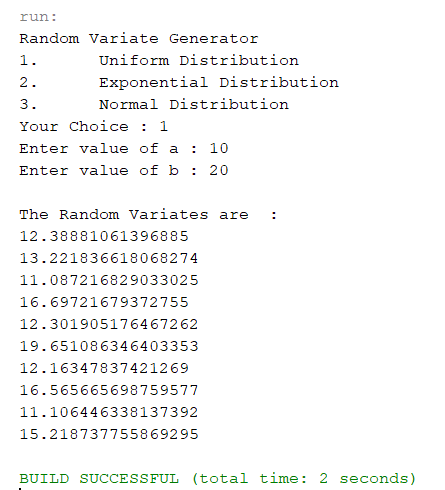 run:
Random Variate Generator
1.      Uniform Distribution
2.      Exponential Distribution
3.      Normal Distribution
Your Choice : 1
Enter value of a : 10
Enter value of b : 20
The Random Variates are  :
12.38881061396885
13.221836618068274
11.087216829033025
16.69721679372755
12.301905176467262
19.651086346403353
12.16347837421269
16.565665698759577
11.106446338137392
15.218737755869295
BUILD SUCCESSFUL (total time: 2 seconds)